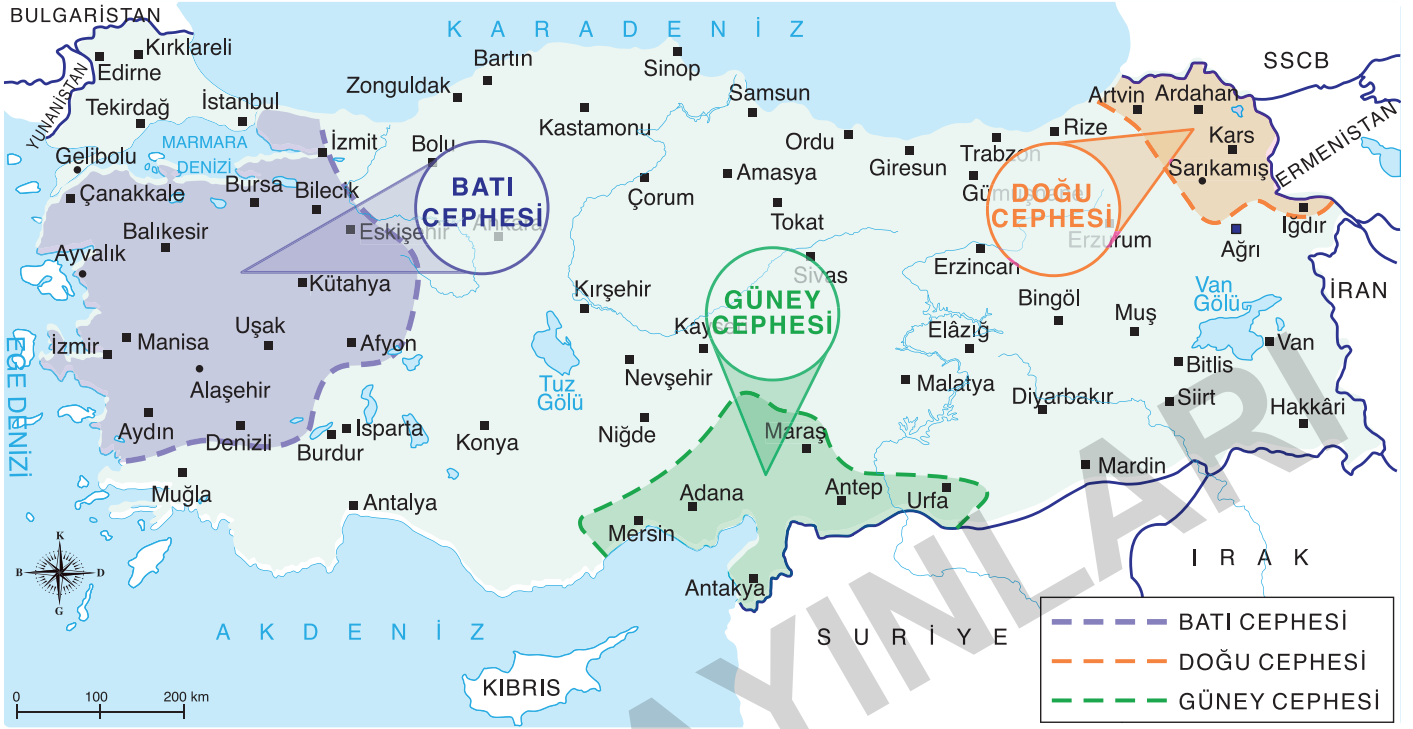 BULGARİSTAN
YUNANİSTAN
K A R A D E N İ Z
SSCB
ERMENİSTAN
İRAN
Kırklareli
Edirne
Tekirdağ
İstanbul
MARMARA
DENİZİ
Gelibolu
Çanakkale
Bursa
Bilecik
İzmit
Bolu
Zonguldak
Bartın
Kastamonu
Sinop
Samsun
Ordu
Giresun
Trabzon
Rize
Artvin
Ardahan
Kars
Sarıkamış
Iğdır
Ağrı
Erzurum
Erzincan
Çorum
Amasya
Tokat
Sivas
BATI
CEPHESİ
DOĞU
CEPHESİ
GÜNEY
CEPHESİ
Ankara
Eskişehir
Balıkesir
Ayvalık
Kütahya
Kırşehir
Bingöl
Muş
Van
Gölü
Van
Bitlis
Siirt
Hakkâri
Elâzığ
Malatya
Diyarbakır
Mardin
Nevşehir
Niğde
Tuz
Gölü
Konya
EGE DENİZİ
İzmir
Manisa
Uşak
Afyon
Alaşehir
Aydın
Denizli
Burdur
Isparta
Muğla
Antalya
Maraş
Adana
Mersin
Antep
Urfa
Antakya
K
B
D
G
A K D E N İ Z
KIBRIS
S U R İ Y E
I R A K
0 100 200 km
BATI CEPHESİ
DOĞU CEPHESİ
GÜNEY CEPHESİ
YAYINLARI